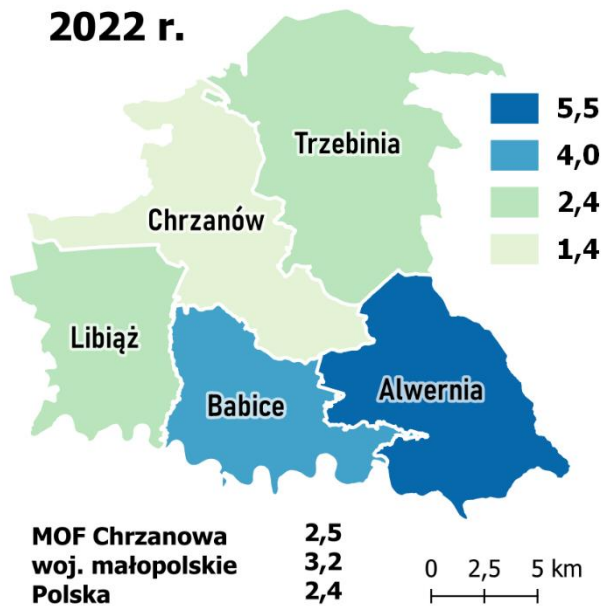 2022 r.
Trzebinia
5,5
4,0
2,4
1,4
Chrzanów
Libiąż
Babice
Alwernia
MOF Chrzanowa 2,5
woj. małopolskie 3,2
Polska 2,4
0 2,5 5 km